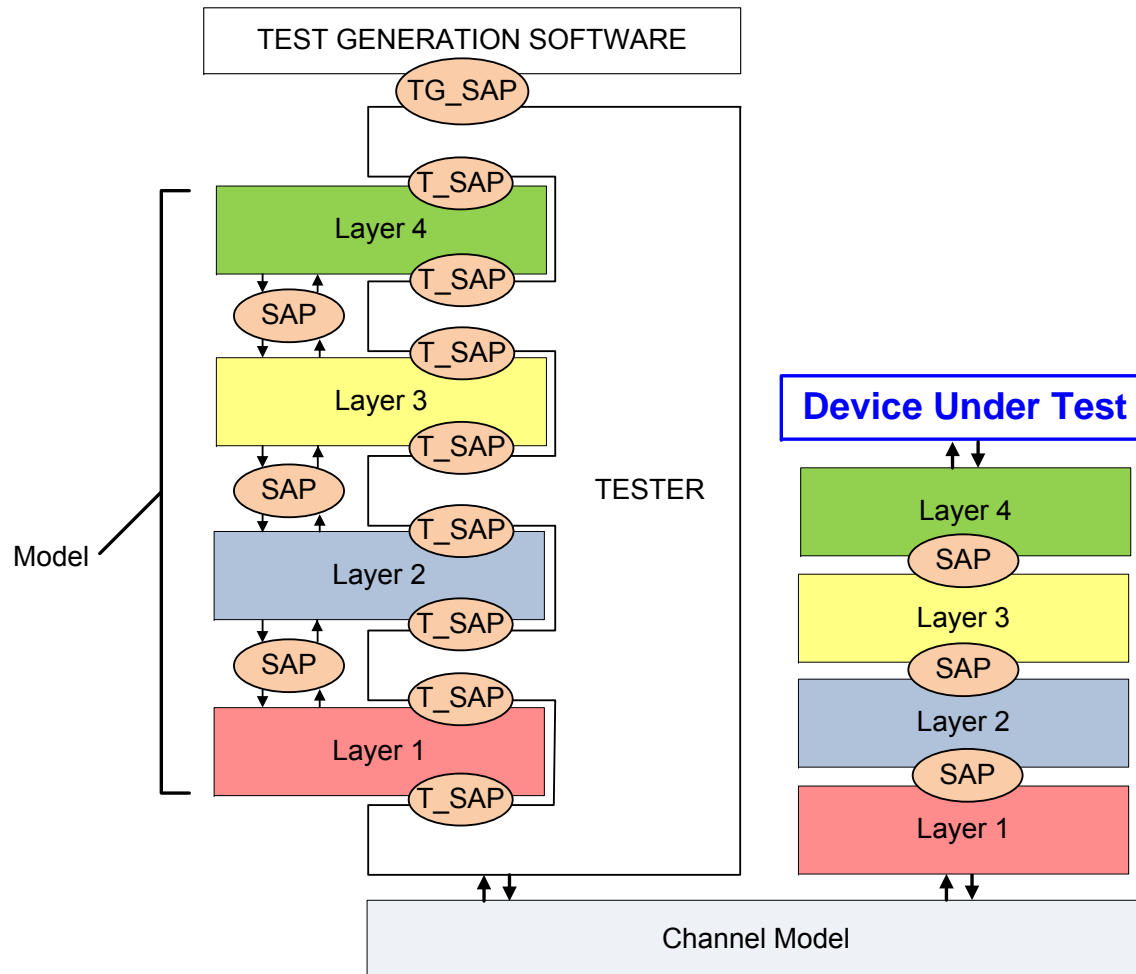 TEST GENERATION SOFTWARE
TG_SAP
T_SAP
Layer 4
T_SAP
SAP
T_SAP
Layer 3
T_SAP
SAP
T_SAP
Layer 2
T_SAP
SAP
T_SAP
Layer 1
T_SAP
Model
TESTER
Device Under Test
Layer 4
SAP
Layer 3
SAP
Layer 2
SAP
Layer 1
Channel Model